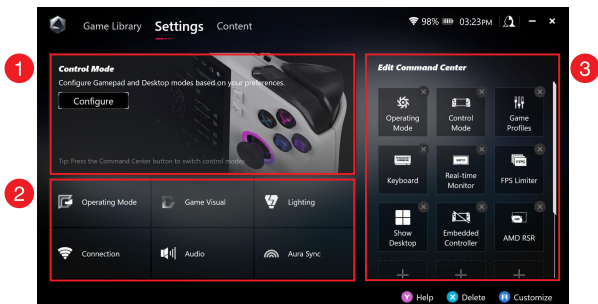 Game Library Settings Content 98% 03:23PM
1
Control Mode
Configure Gamepad and Desktop modes based on your preferences.
Configure
Tip: Press the Command Center button to switch control modes
2
Operating Mode Game Visual Lighting
Connection Audio Aura Sync
3
Edit Command Center
Operating
Mode
Control
Mode
Game
Profiles
Keyboard
Real-time
Monitor
FPS Limiter
Show
Desktop
Embedded
Controller
AMD RSR
Y Help X Delete Customize